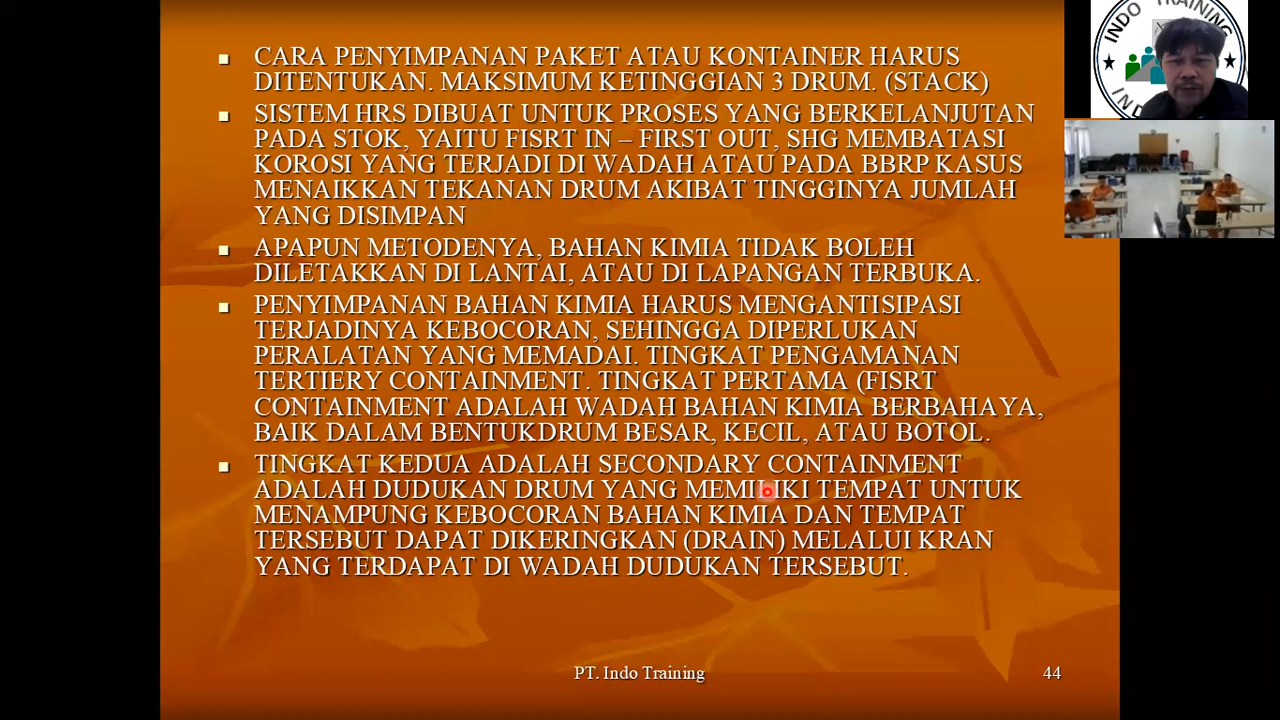 CARA PENYIMPANAN PAKET ATAU KONTAINER HARUS
DITENTUKAN. MAKSIMUM KETINGGIAN 3 DRUM. (STACK)
SISTEM HRS DIBUAT UNTUK PROSES YANG BERKELANJUTAN
PADA STOK, YAITU FISRT IN – FIRST OUT, SHG MEMBATASI
KOROSI YANG TERJADI DI WADAH ATAU PADA BBRP KASUS
MENAIKKAN TEKANAN DRUM AKIBAT TINGGINYA JUMLAH
YANG DISIMPAN
APAPUN METODENYA, BAHAN KIMIA TIDAK BOLEH
DILETAKKAN DI LANTAI, ATAU DI LAPANGAN TERBUKA.
PENYIMPANAN BAHAN KIMIA HARUS MENGANTISIPASI
TERJADINYA KEBOCORAN, SEHINGGA DIPERLUKAN
PERALATAN YANG MEMADAI. TINGKAT PENGAMANAN
TERTIERY CONTAINMENT. TINGKAT PERTAMA (FISRT
CONTAINMENT ADALAH WADAH BAHAN KIMIA BERBAHAYA,
BAIK DALAM BENTUKDRUM BESAR, KECIL, ATAU BOTOL.
TINGKAT KEDUA ADALAH SECONDARY CONTAINMENT
ADALAH DUDUKAN DRUM YANG MEMILIKI TEMPAT UNTUK
MENAMPUNG KEBOCORAN BAHAN KIMIA DAN TEMPAT
TERSEBUT DAPAT DIKERINGKAN (DRAIN) MELALUI KRAN
YANG TERDAPAT DI WADAH DUDUKAN TERSEBUT.
PT. Indo Training
44
INDO TRAINING